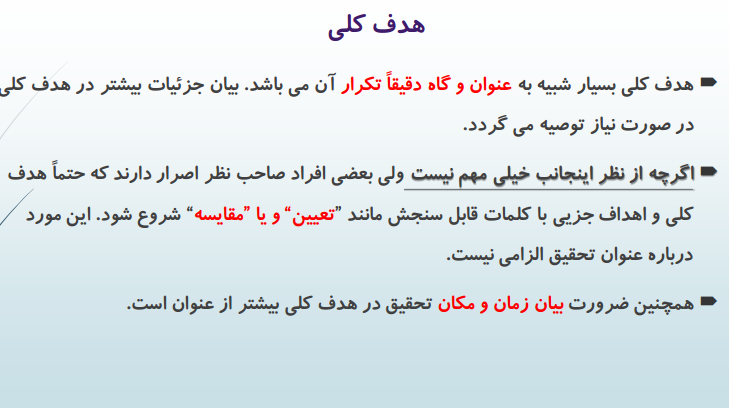 هدف کلی
هدف کلی بسیار شبیه به عنوان و گاه دقیقاً تکرار آن می باشد. بیان جزئیات بیشتر در هدف کلی
در صورت نیاز توصیه می گردد.
اگرچه از نظر اینجانب خیلی مهم نیست ولی بعضی افراد صاحب نظر اصرار دارند که حتماً هدف
کلی و اهداف جزیی با کلمات قابل سنجش مانند ”تعیین“ و یا ”مقایسه“ شروع شود. این مورد
درباره عنوان تحقیق الزامی نیست.
همچنین ضرورت بیان زمان و مکان تحقیق در هدف کلی بیشتر از عنوان است.